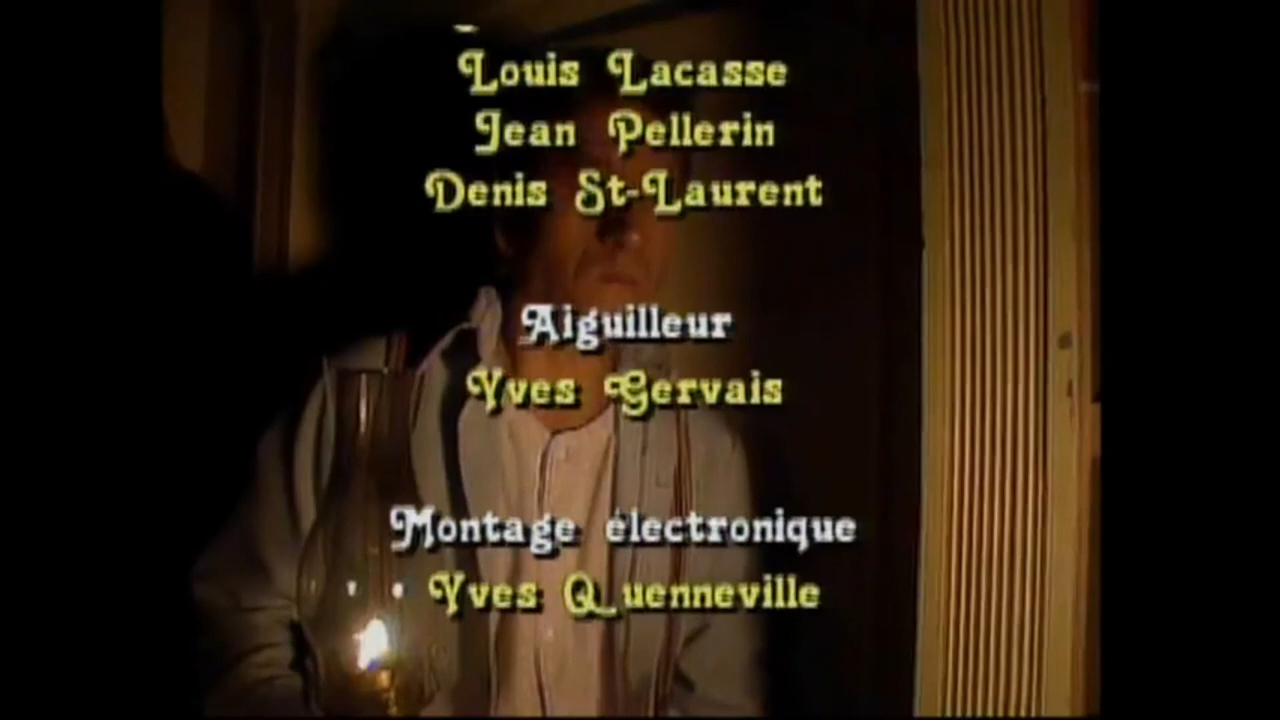 Louis Lacasse
Jean Pellerin
Denis St-Laurent
Aiguilleur
Yves Gervais
Montage électronique
Yves Quenneville